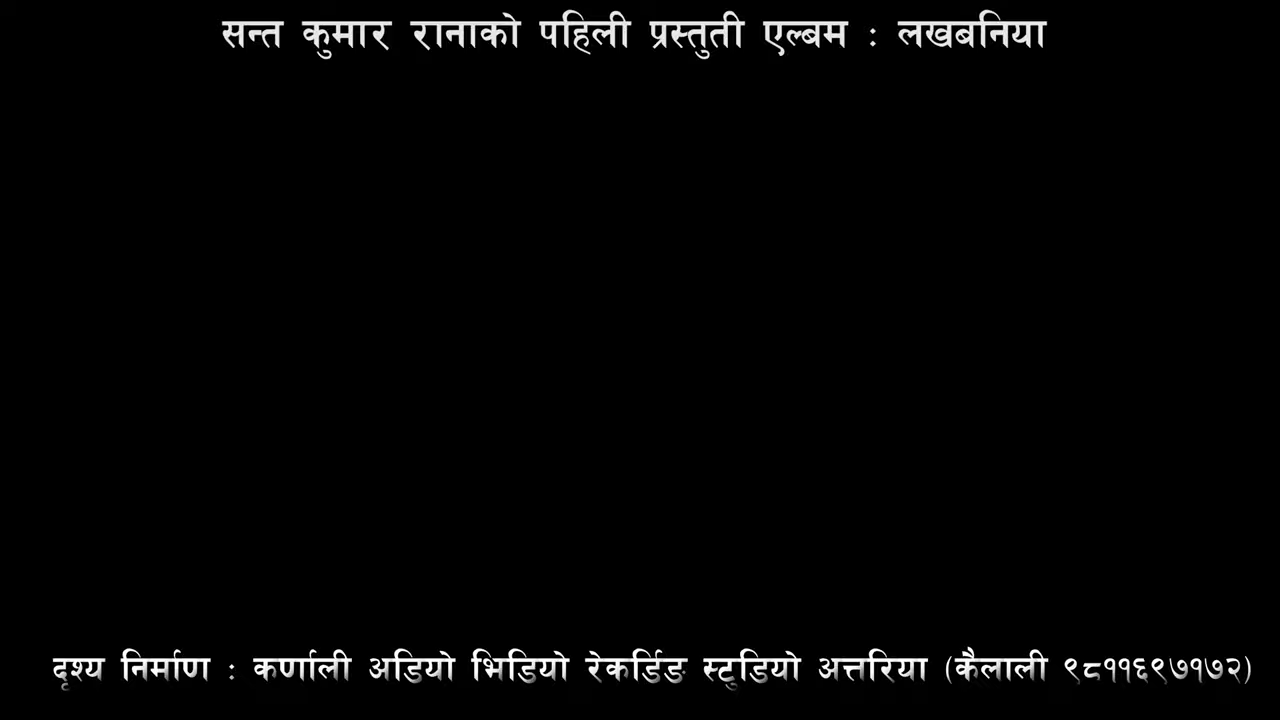 सन्त कुमार रानाको पहिली प्रस्तुती एल्बम : लखबनिया
दृश्य निर्माण : कर्णाली अडियो भिडियो रेकर्डिङ स्टुडियो अत्तरिया (कैलाली ९८११६९७१७२)